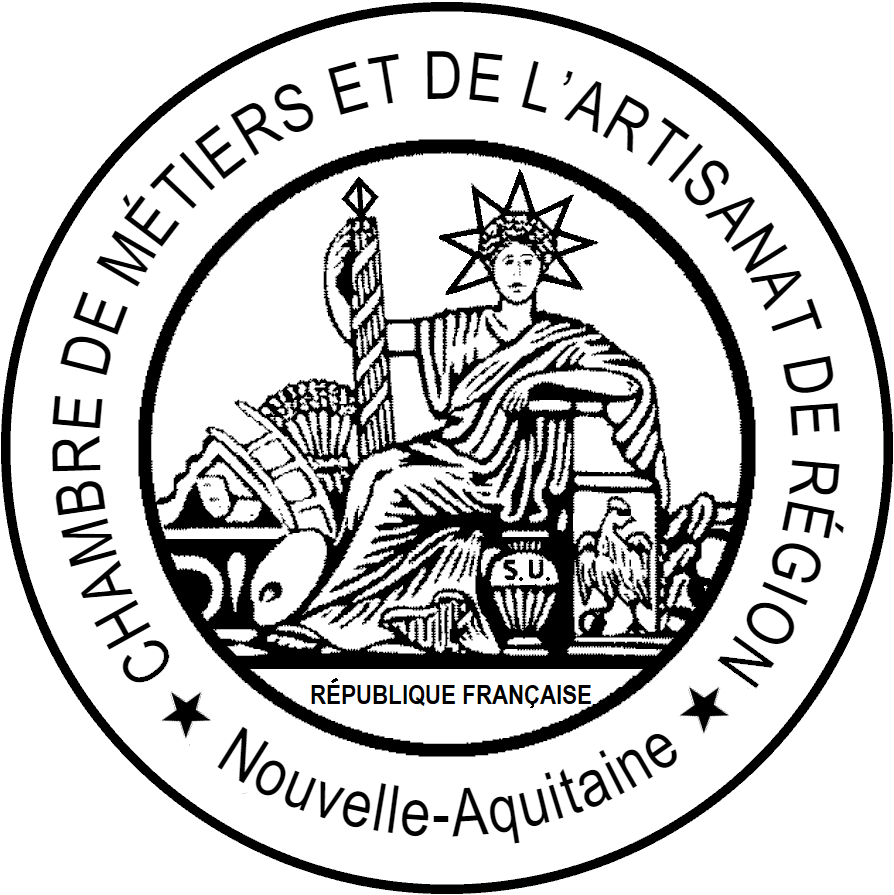 CHAMBRE DE MÉTIERS ET DE L'ARTISANAT DE RÉGION
S.U.
RÉPUBLIQUE FRANÇAISE
★ Nouvelle-Aquitaine ★